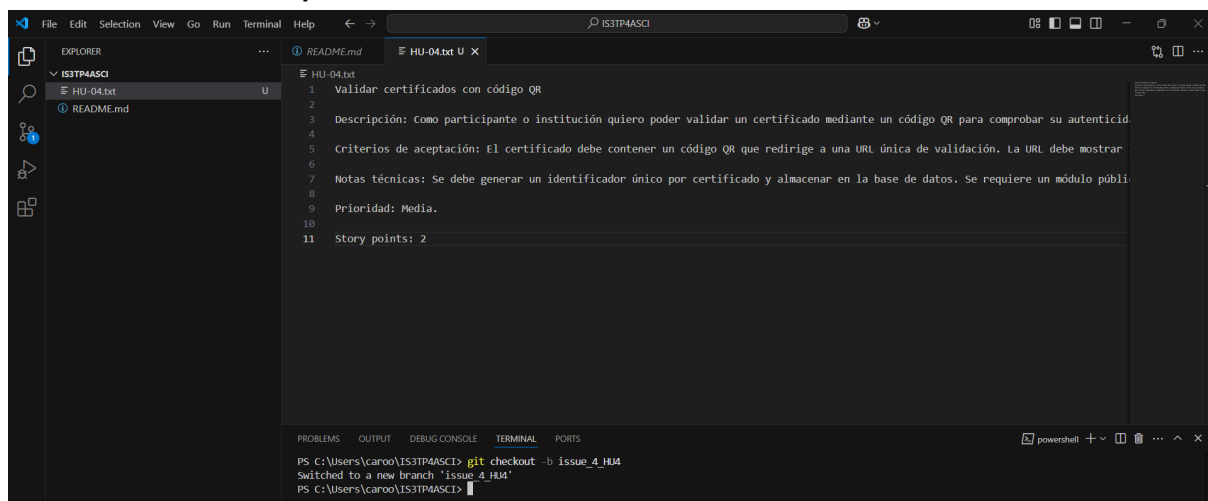 File Edit Selection View Go Run Terminal Help
IS3TP4ASCI
EXPLORER
README.md
HU-04.txt U
IS3TP4ASCI
HU-04.txt U
README.md
HU-04.txt
1 Validar certificados con código QR
2
3 Descripción: Como participante o institución quiero poder validar un certificado mediante un código QR para comprobar su autenticida
4
5 Criterios de aceptación: El certificado debe contener un código QR que redirige a una URL única de validación. La URL debe mostrar
6
7 Notas técnicas: Se debe generar un identificador único por certificado y almacenar en la base de datos. Se requiere un módulo públi
8
9 Prioridad: Media.
10
11 Story points: 2
1
PROBLEMS OUTPUT DEBUG CONSOLE TERMINAL PORTS
powershell
PS C:\Users\caroo\IS3TP4ASCI> git checkout -b issue_4_HU4
Switched to a new branch 'issue_4_HU4'
PS C:\Users\caroo\IS3TP4ASCI>